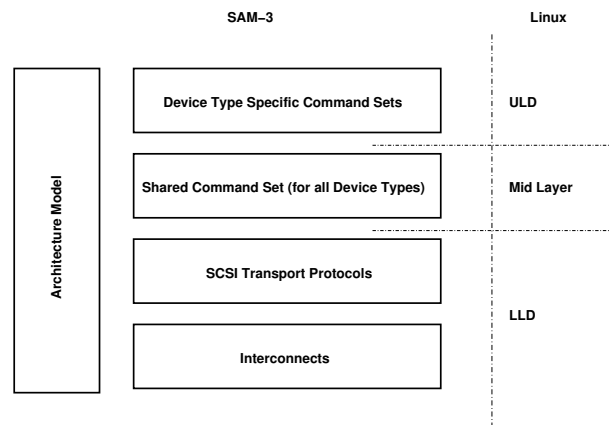 SAM−3
Linux
Architecture Model
Device Type Specific Command Sets
ULD
Shared Command Set (for all Device Types)
Mid Layer
SCSI Transport Protocols
LLD
Interconnects